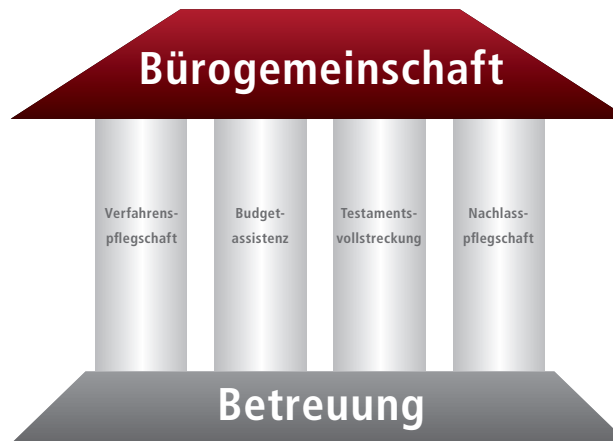 Bürogemeinschaft
Verfahrens-
pflegschaft
Budget-
assistenz
Testaments-
vollstreckung
Nachlass-
pflegschaft
Betreuung